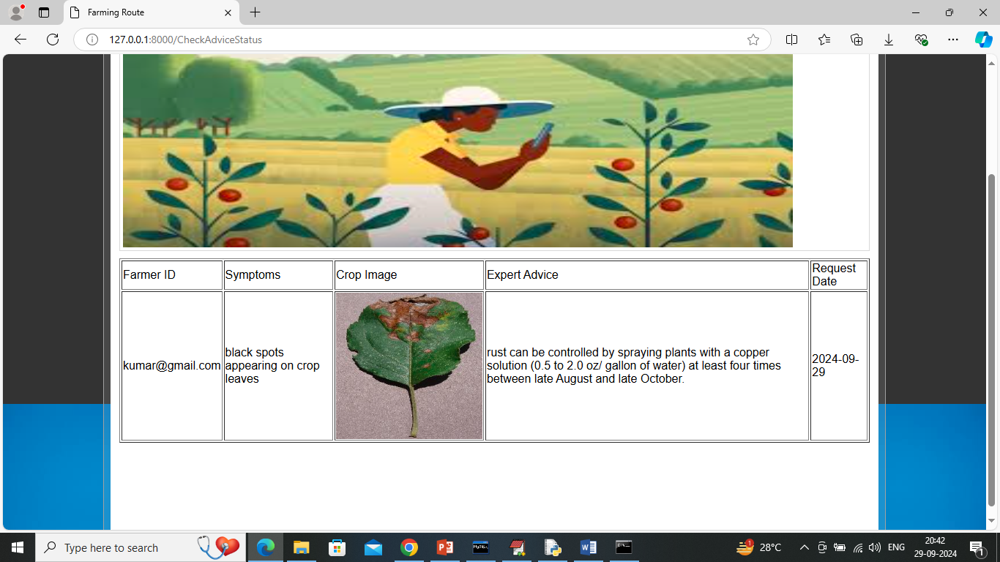 Farming Route
127.0.0.1:8000/CheckAdviceStatus
Farmer ID
Symptoms
Crop Image
Expert Advice
Request
Date
kumar@gmail.com
black spots
appearing on crop
leaves
rust can be controlled by spraying plants with a copper
solution (0.5 to 2.0 oz/ gallon of water) at least four times
between late August and late October.
2024-09-
29
Type here to search
1
28°C
ENG
20:42
29-09-2024
1